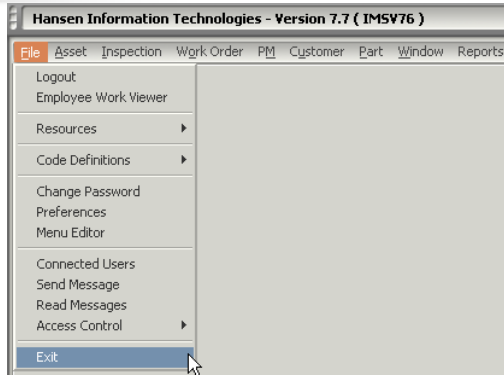 Hansen Information Technologies - Version 7.7 ( IMSV76 )
File Asset Inspection Work Order PM Customer Part Window Reports
Logout
Employee Work Viewer
Resources
Code Definitions
Change Password
Preferences
Menu Editor
Connected Users
Send Message
Read Messages
Access Control
Exit